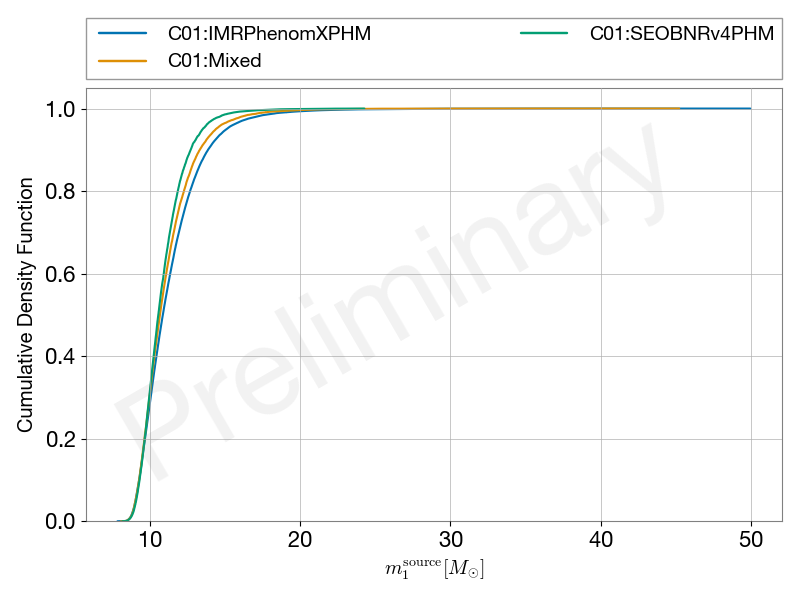 C01:IMRPhenomXPHM
C01:Mixed
C01:SEOBNRv4PHM
Cumulative Density Function
1.0
0.8
0.6
0.4
0.2
0.0
Preliminary
10 20 30 40 50
m₁^source [M⊙]